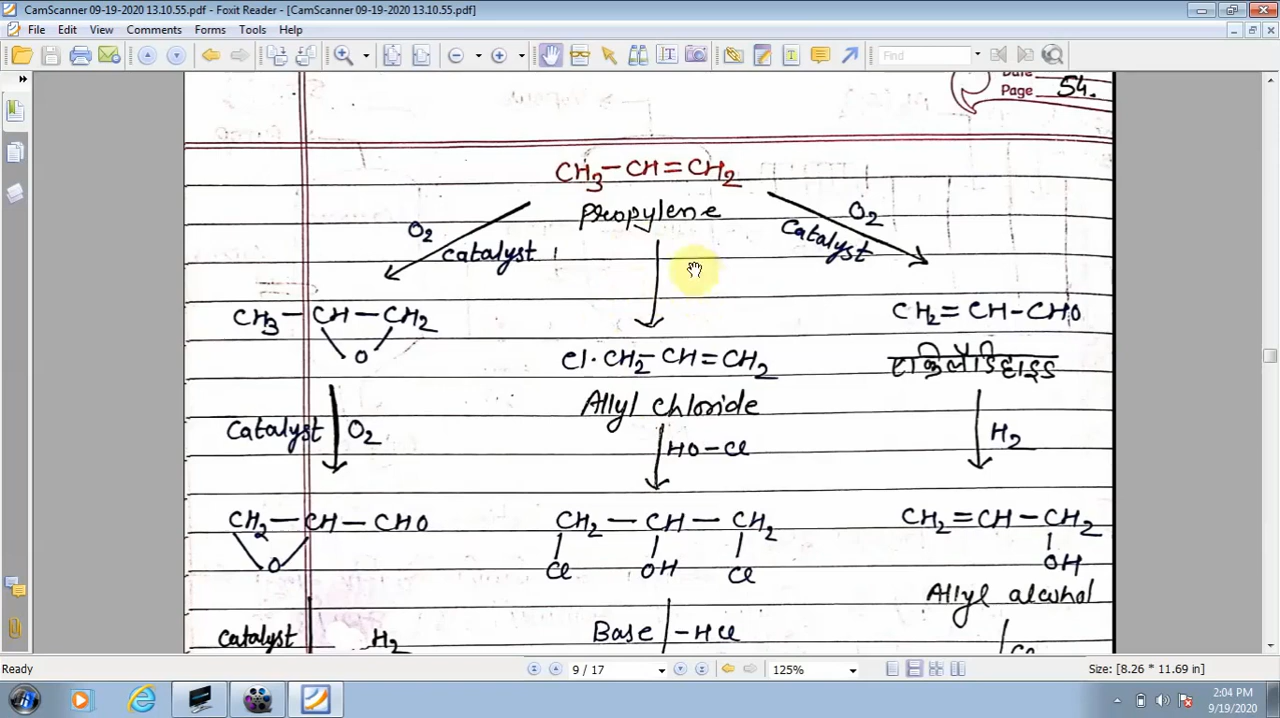 CamScanner 09-19-2020 13.10.55.pdf - Foxit Reader - [CamScanner 09-19-2020 13.10.55.pdf]
File Edit View Comments Forms Tools Help
Find
Page 54.
CH3-CH=CH2
Propylene
O2
Catalyst
O2
Catalyst
CH3-CH-CH2
O
Cl·CH2-CH=CH2
Allyl chloride
CH2=CH-CHO
Catalyst O2
HO-Cl
H2
CH2-CH-CHO
O
CH2-CH-CH2
Cl OH Cl
CH2=CH-CH2
OH
Allyl alcohol
Catalyst H2
Base -HCl
Ready
9 / 17
125%
Size: [8.26 * 11.69 in]
2:04 PM
9/19/2020